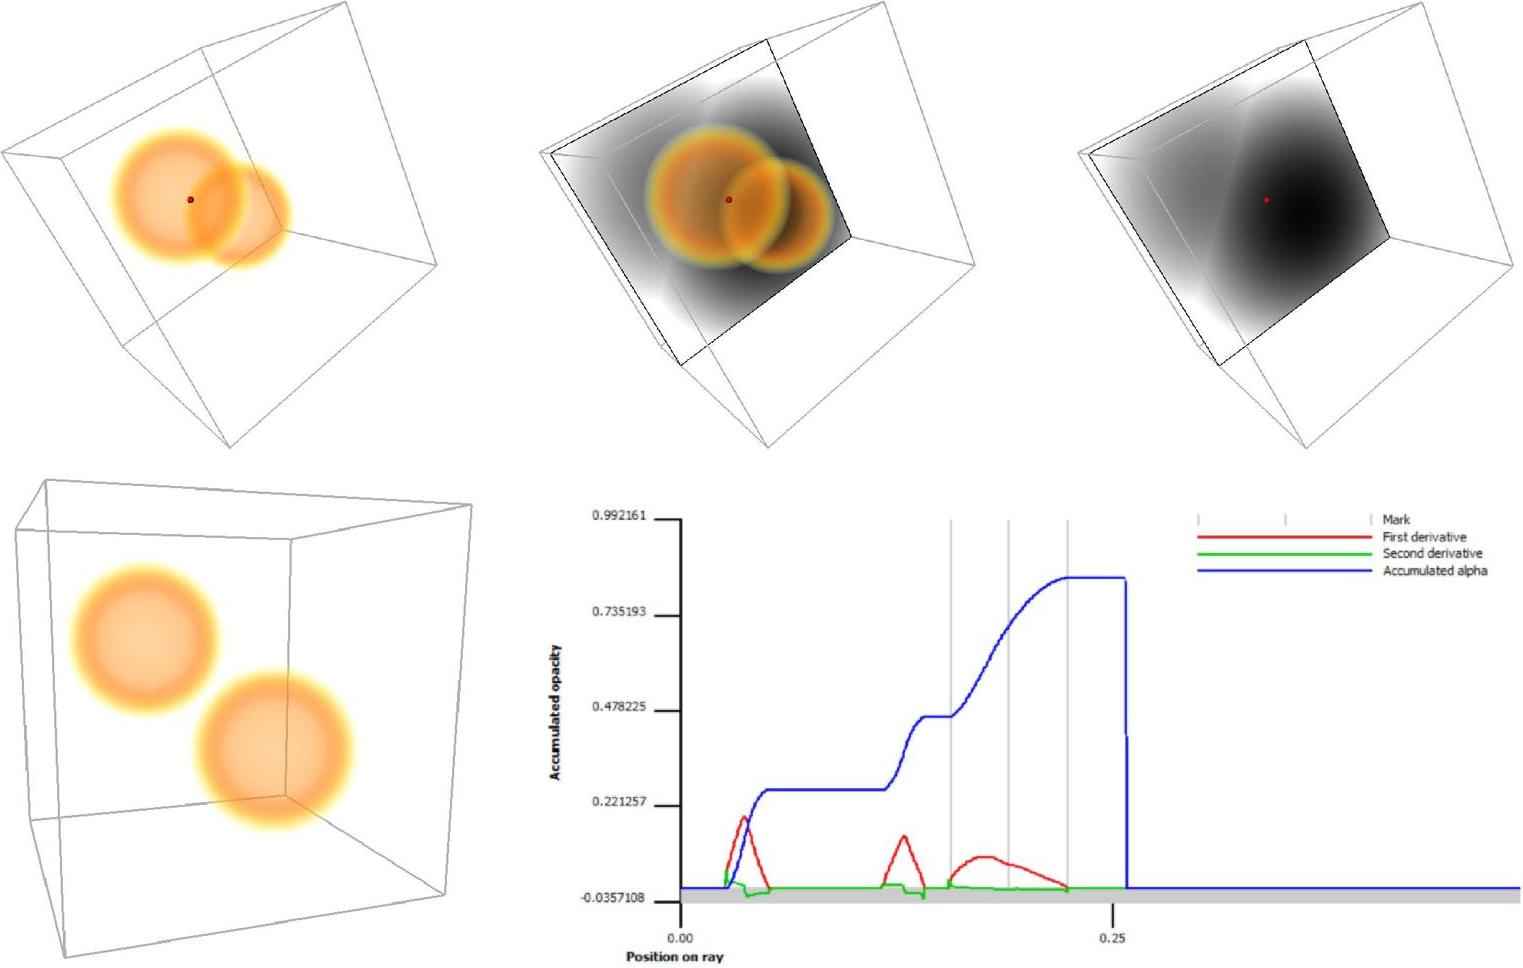 0.992161
0.735193
0.478225
0.221257
-0.0357108
Accumulated opacity
0.00
0.25
Position on ray
Mark
First derivative
Second derivative
Accumulated alpha